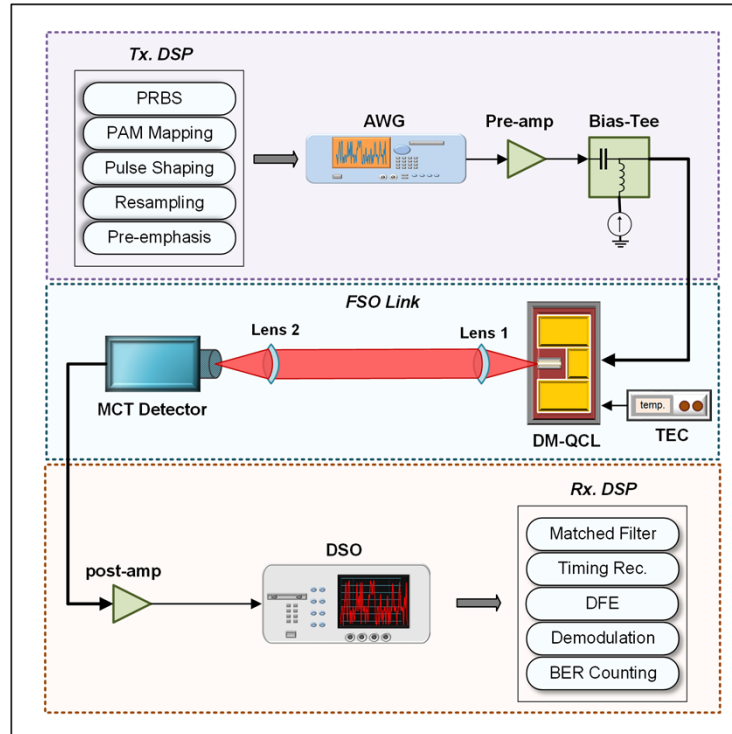 Tx. DSP
PRBS
PAM Mapping
Pulse Shaping
Resampling
Pre-emphasis
AWG
Pre-amp
Bias-Tee
FSO Link
Lens 2
Lens 1
MCT Detector
DM-QCL
temp.
TEC
Rx. DSP
post-amp
DSO
Matched Filter
Timing Rec.
DFE
Demodulation
BER Counting